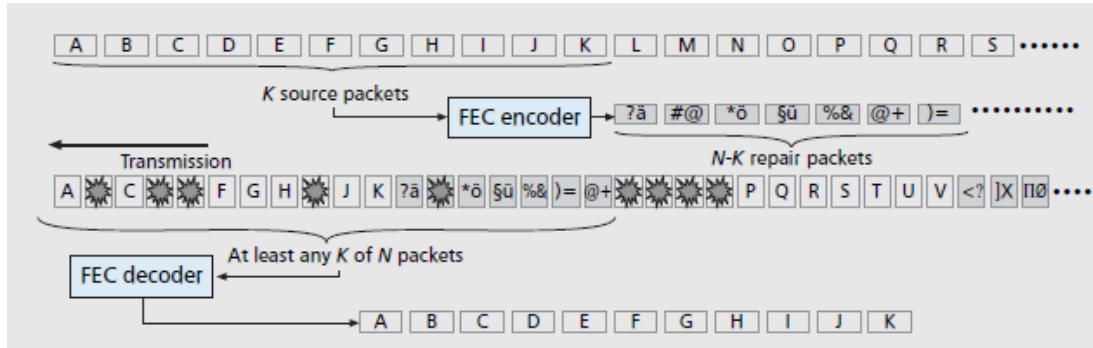 A B C D E F G H I J K L M N O P Q R S ••••••
K source packets
FEC encoder
?ä #@ *ö §ü %& @+ )= ••••••••••
N-K repair packets
Transmission
A C F G H J K ?ä *ö §ü %& )= @+ P Q R S T U V <? ]X ΠØ ••••
At least any K of N packets
FEC decoder
A B C D E F G H I J K